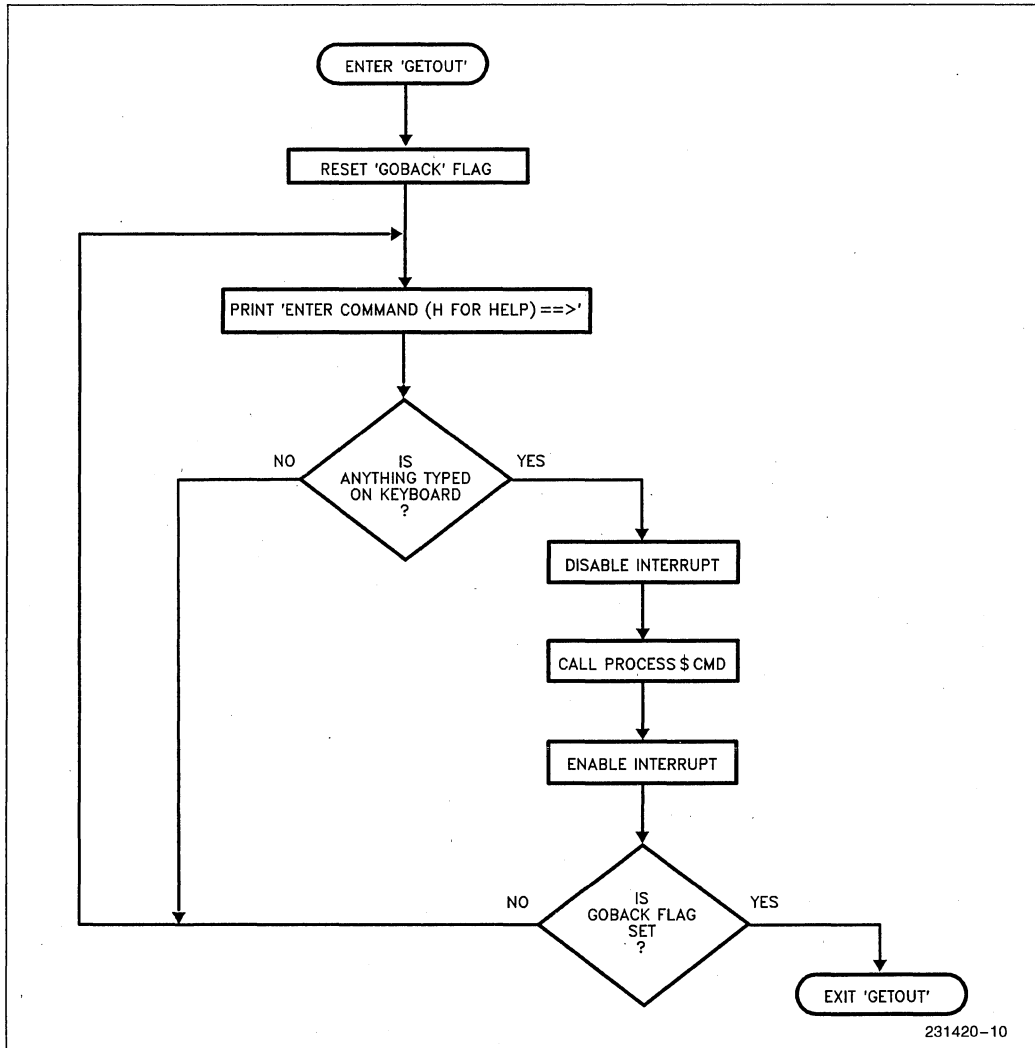 ENTER 'GETOUT'
RESET 'GOBACK' FLAG
PRINT 'ENTER COMMAND (H FOR HELP) ==>'
NO
IS
ANYTHING TYPED
ON KEYBOARD
?
YES
DISABLE INTERRUPT
CALL PROCESS $ CMD
ENABLE INTERRUPT
NO
IS
GOBACK FLAG
SET
?
YES
EXIT 'GETOUT'
231420-10